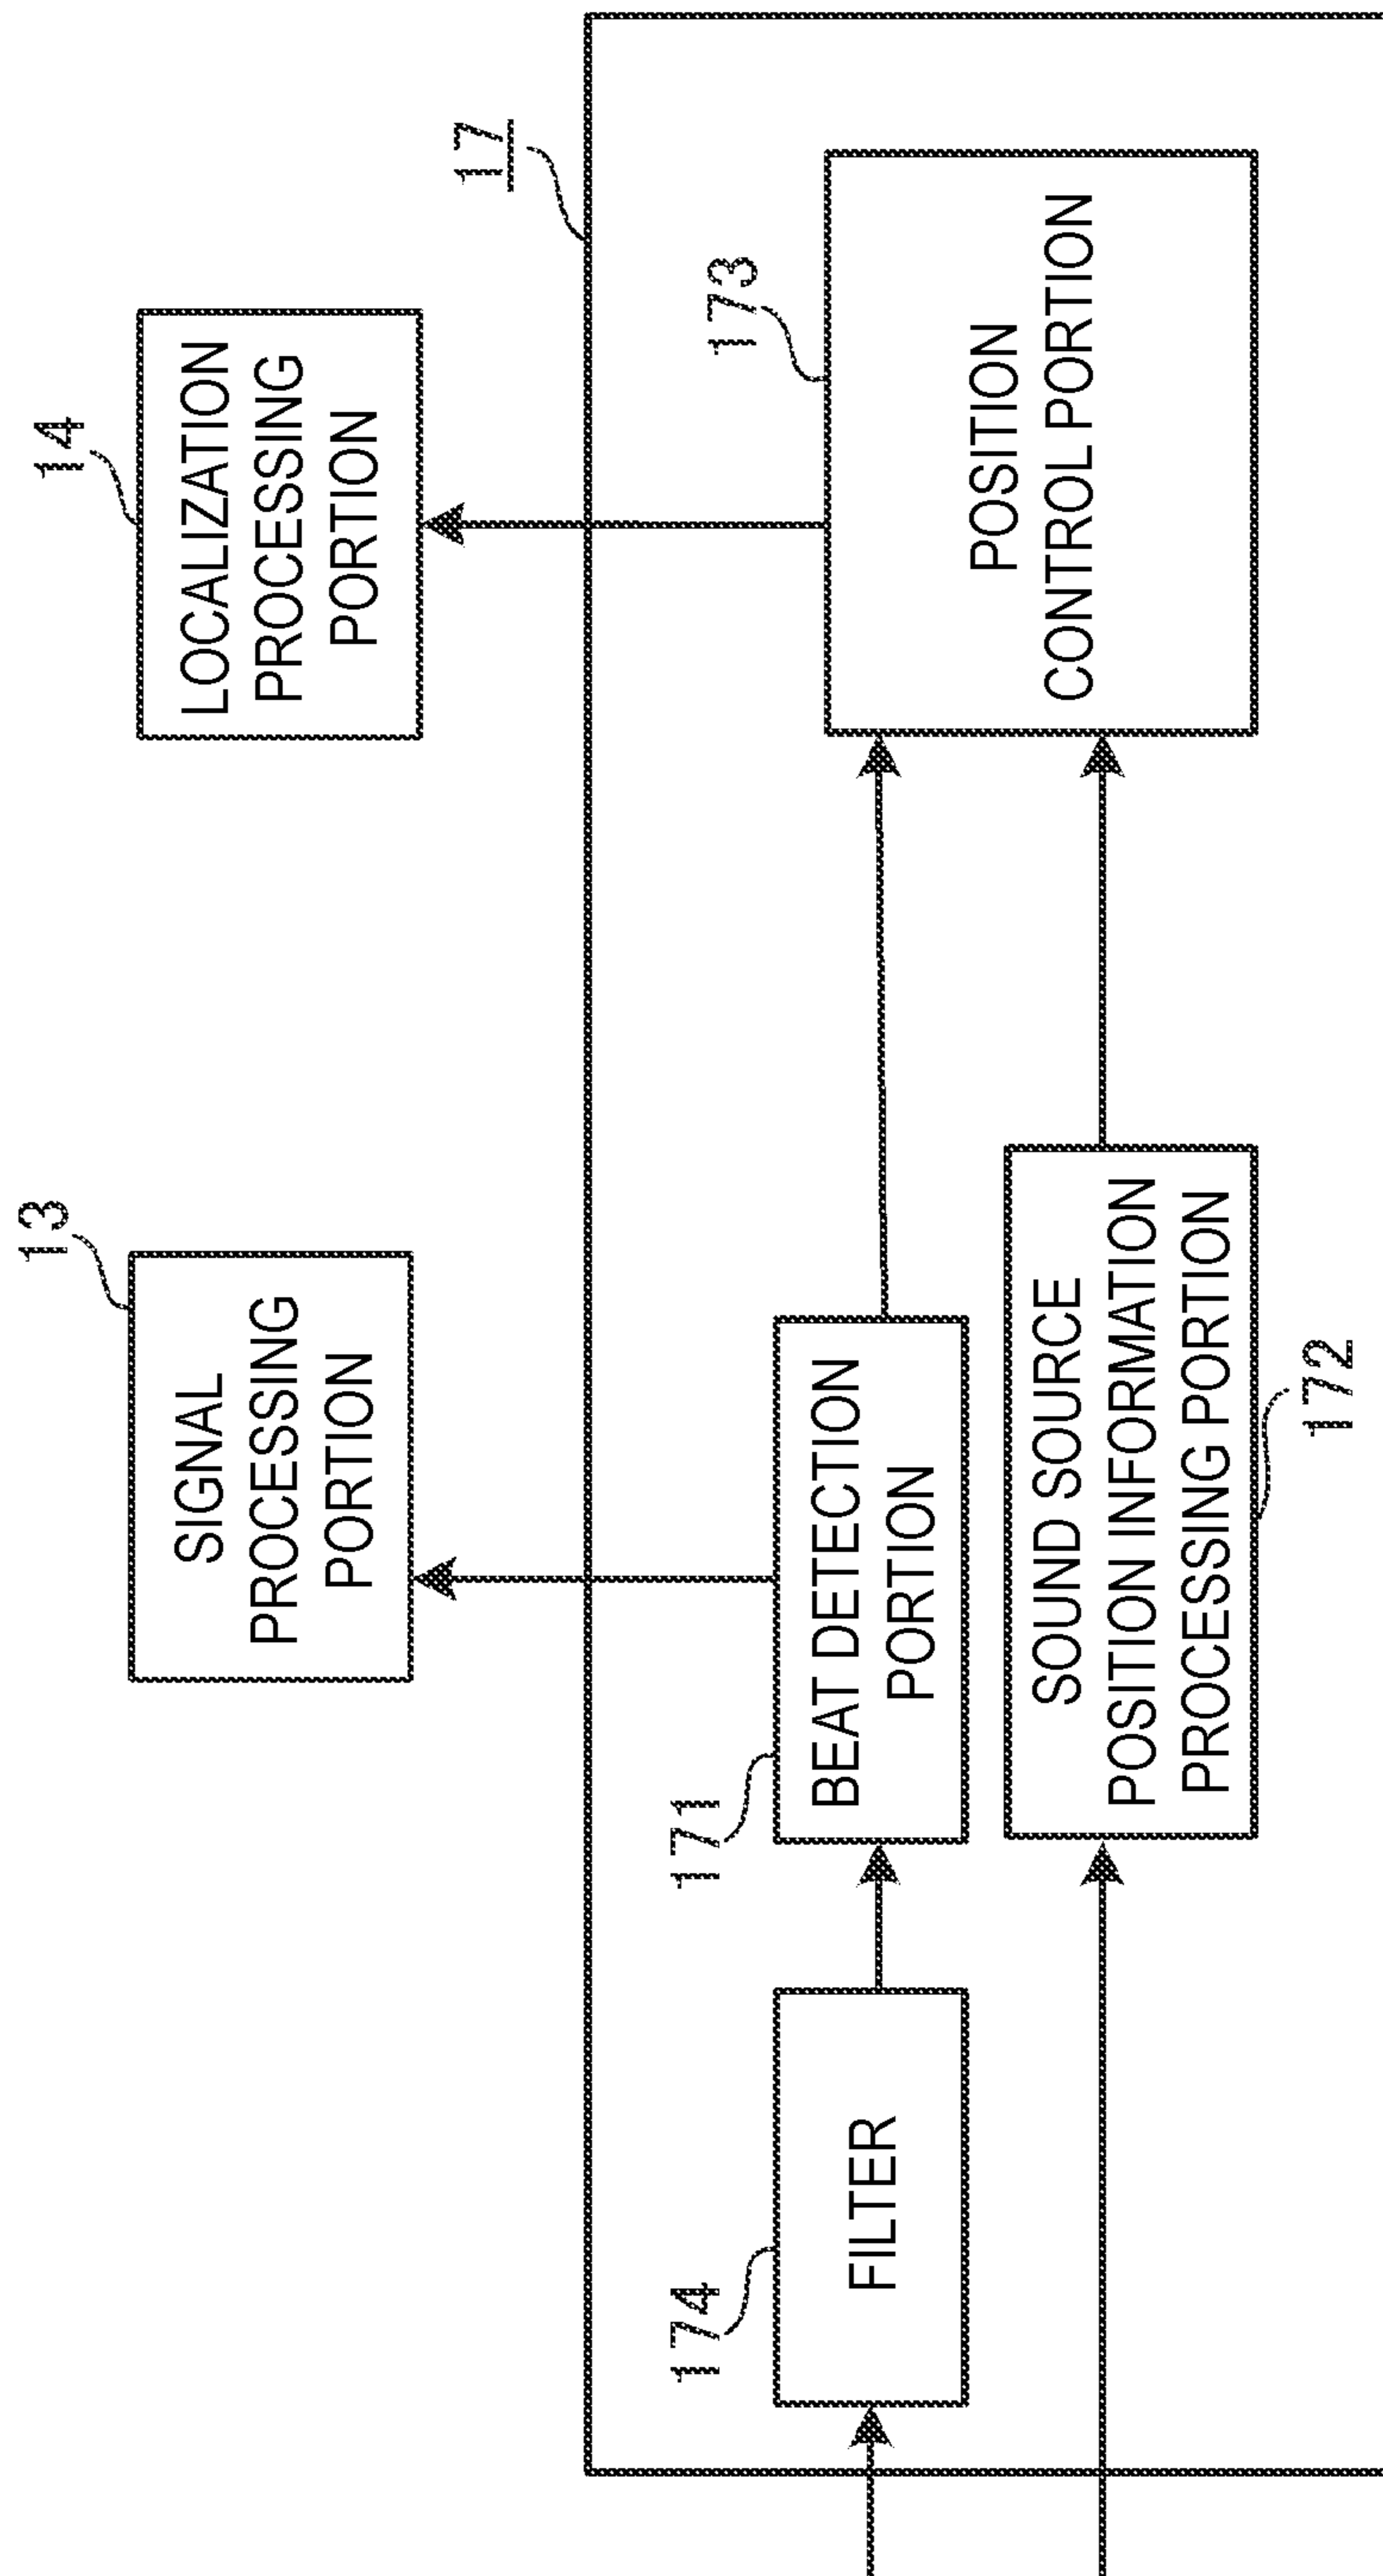 13
SIGNAL
PROCESSING
PORTION
14
LOCALIZATION
PROCESSING
PORTION
17
174
FILTER
171
BEAT DETECTION
PORTION
173
POSITION
CONTROL PORTION
SOUND SOURCE
POSITION INFORMATION
PROCESSING PORTION
172